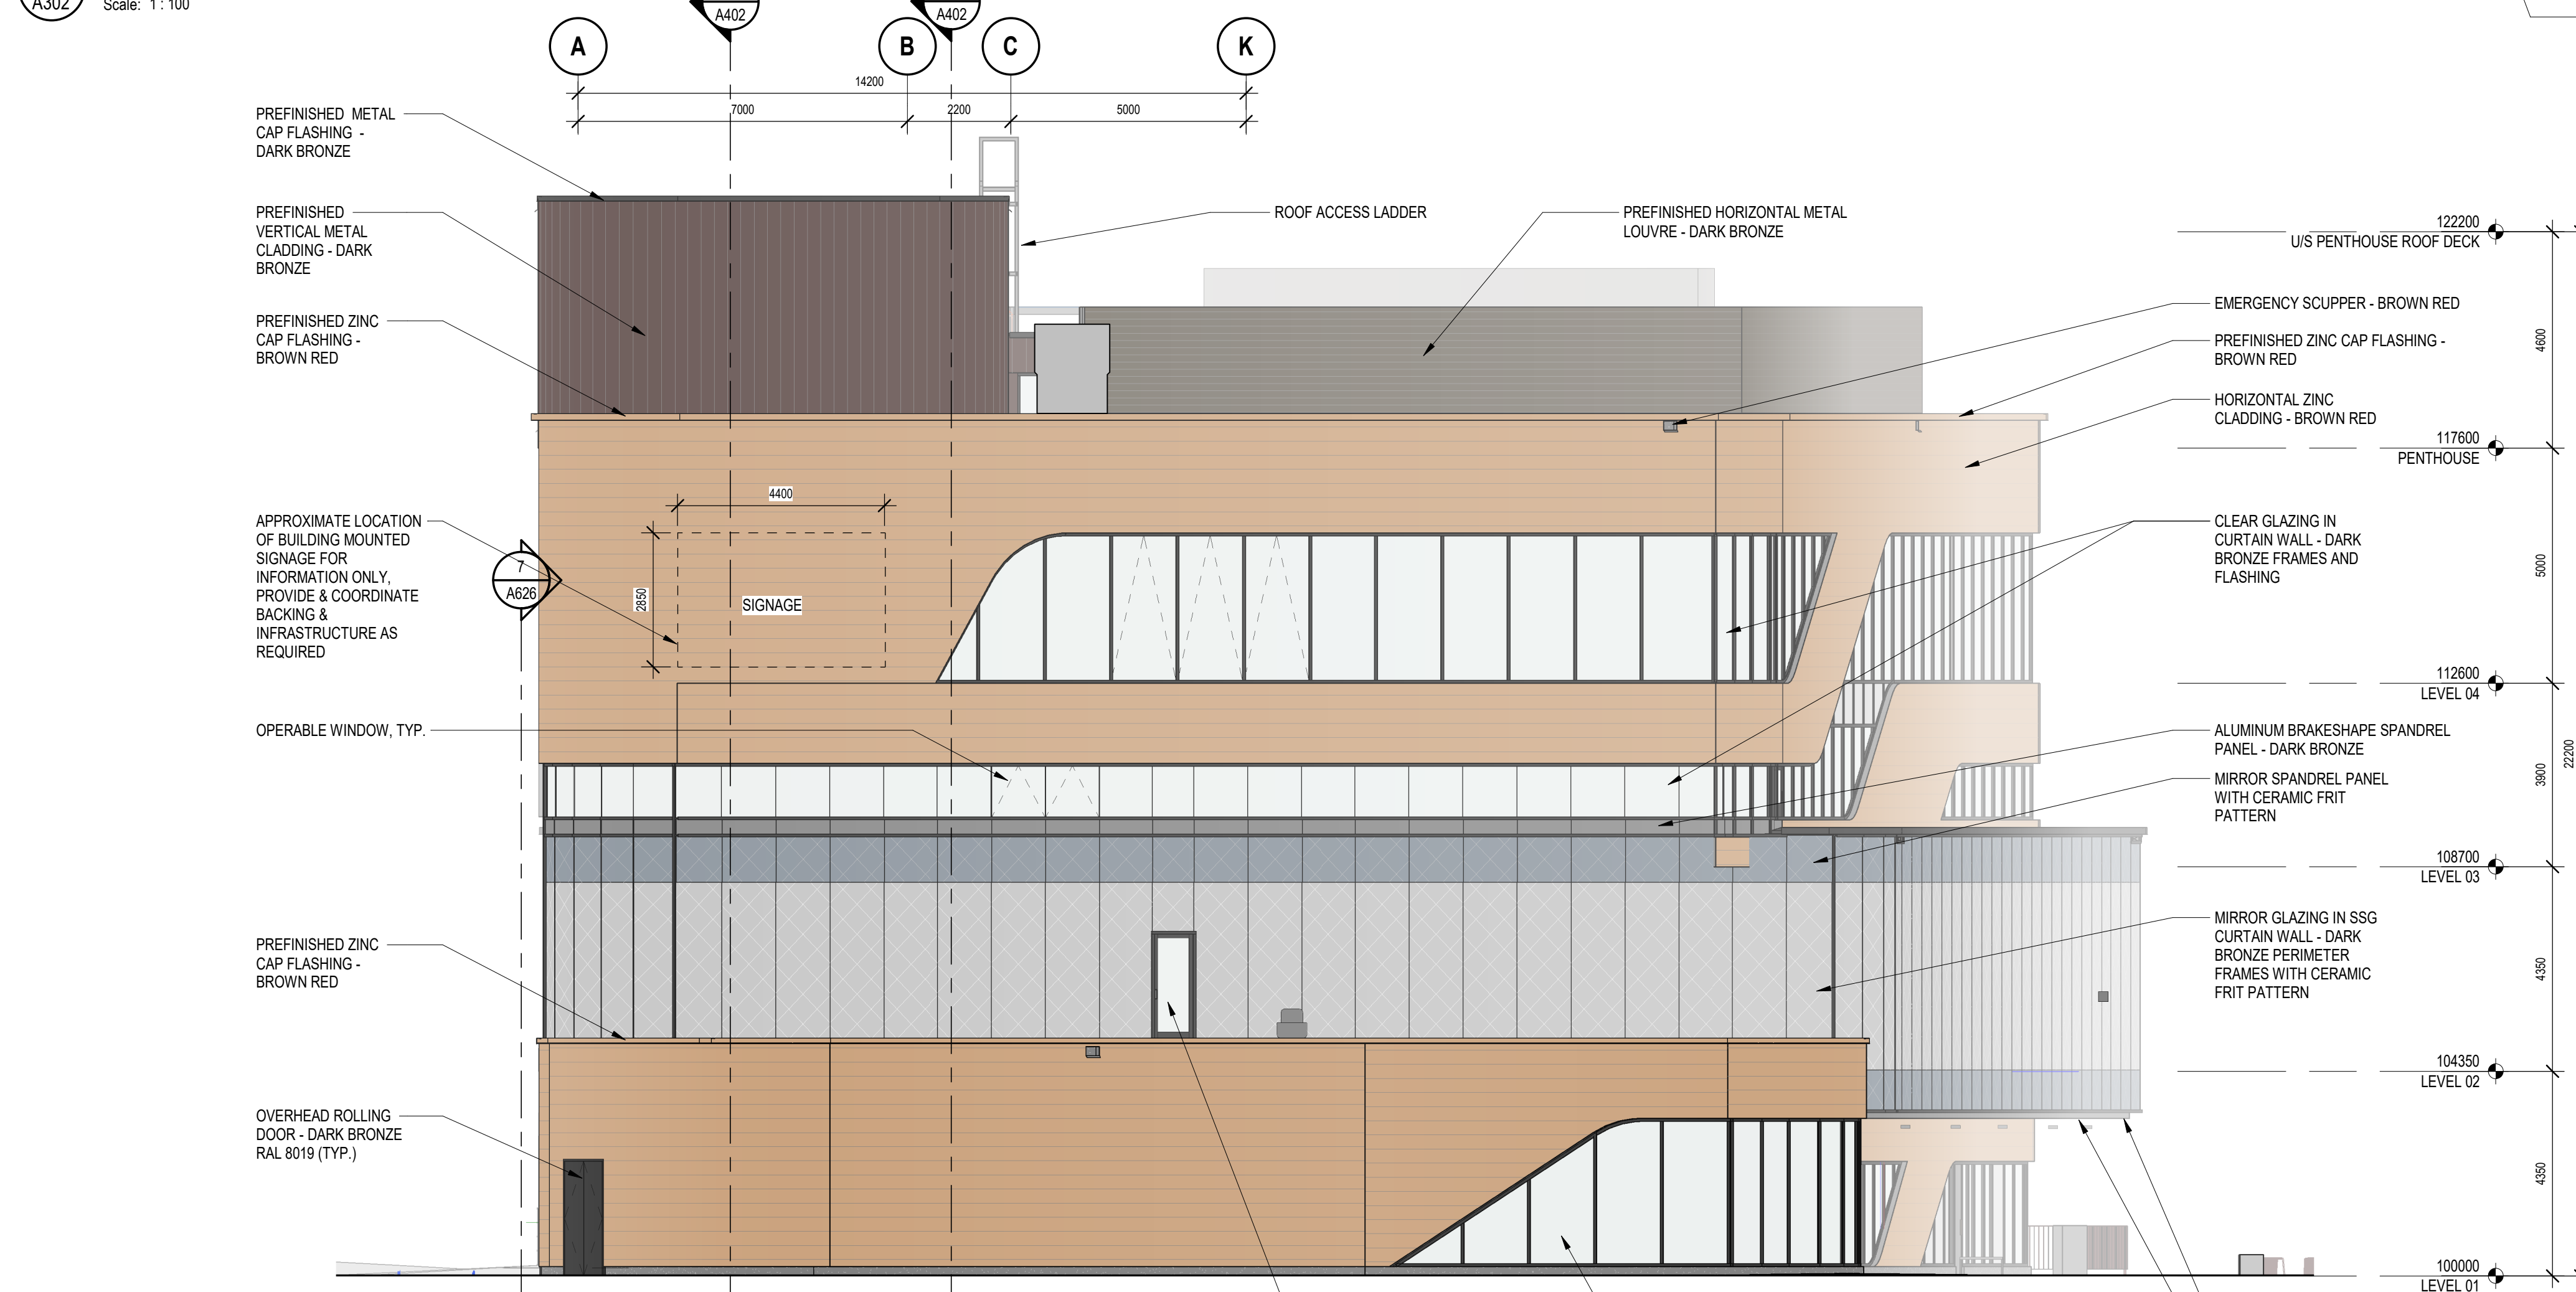 A302
Scale: 1 : 100
A402
A402
A
B
C
K
14200
7000
2200
5000
PREFINISHED METAL
CAP FLASHING -
DARK BRONZE
PREFINISHED
VERTICAL METAL
CLADDING - DARK
BRONZE
PREFINISHED ZINC
CAP FLASHING -
BROWN RED
APPROXIMATE LOCATION
OF BUILDING MOUNTED
SIGNAGE FOR
INFORMATION ONLY,
PROVIDE & COORDINATE
BACKING &
INFRASTRUCTURE AS
REQUIRED
7
A626
OPERABLE WINDOW, TYP.
PREFINISHED ZINC
CAP FLASHING -
BROWN RED
OVERHEAD ROLLING
DOOR - DARK BRONZE
RAL 8019 (TYP.)
4400
2850
SIGNAGE
ROOF ACCESS LADDER
PREFINISHED HORIZONTAL METAL
LOUVRE - DARK BRONZE
122200
U/S PENTHOUSE ROOF DECK
EMERGENCY SCUPPER - BROWN RED
PREFINISHED ZINC CAP FLASHING -
BROWN RED
HORIZONTAL ZINC
CLADDING - BROWN RED
117600
PENTHOUSE
CLEAR GLAZING IN
CURTAIN WALL - DARK
BRONZE FRAMES AND
FLASHING
112600
LEVEL 04
ALUMINUM BRAKESHAPE SPANDREL
PANEL - DARK BRONZE
MIRROR SPANDREL PANEL
WITH CERAMIC FRIT
PATTERN
108700
LEVEL 03
MIRROR GLAZING IN SSG
CURTAIN WALL - DARK
BRONZE PERIMETER
FRAMES WITH CERAMIC
FRIT PATTERN
104350
LEVEL 02
100000
LEVEL 01
4600
5000
3900
22200
4350
4350